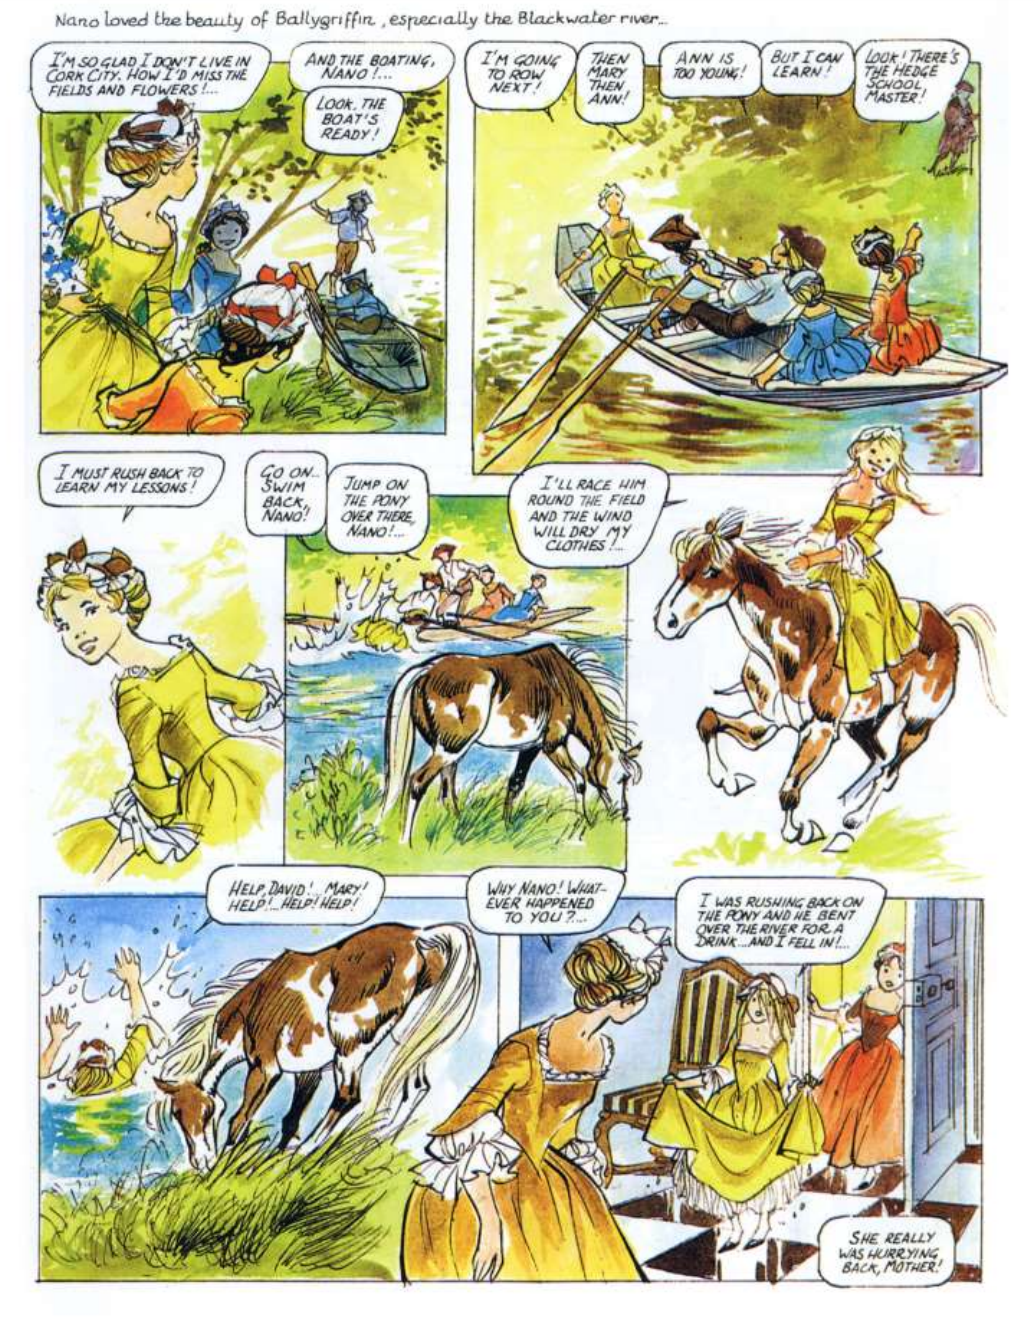 Nano loved the beauty of Ballygriffin, especially the Blackwater river...
I'M SO GLAD I DON'T LIVE IN
CORK CITY. HOW I'D MISS THE
FIELDS AND FLOWERS!...
AND THE BOATING,
NANO!...
LOOK, THE
BOAT'S
READY!
I'M GOING
TO ROW
NEXT!
THEN
MARY
THEN
ANN!
ANN IS
TOO YOUNG!
BUT I CAN
LEARN!
LOOK! THERE'S
THE HEDGE
SCHOOL
MASTER!
I MUST RUSH BACK TO
LEARN MY LESSONS!
GO ON...
SWIM
BACK,
NANO!
JUMP ON
THE PONY
OVER THERE,
NANO!...
I'LL RACE HIM
ROUND THE FIELD
AND THE WIND
WILL DRY MY
CLOTHES!...
HELP, DAVID!... MARY!
HELP!...HELP! HELP!
WHY NANO! WHAT-
EVER HAPPENED
TO YOU?...
I WAS RUSHING BACK ON
THE PONY AND HE BENT
OVER THE RIVER FOR A
DRINK...AND I FELL IN!...
SHE REALLY
WAS HURRYING
BACK, MOTHER!